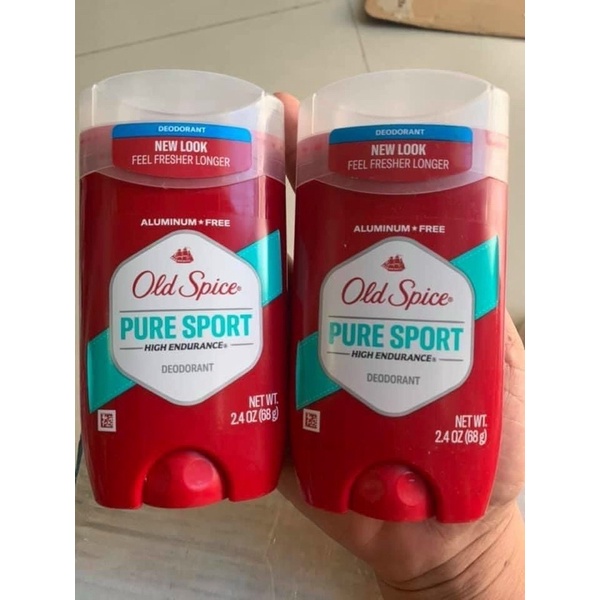 DEODORANT
NEW LOOK
FEEL FRESHER LONGER
ALUMINUM★FREE
Old Spice®
PURE SPORT
HIGH ENDURANCE®
DEODORANT
NET WT.
2.4 OZ (68 g)
DEODORANT
NEW LOOK
FEEL FRESHER LONGER
ALUMINUM★FREE
Old Spice®
PURE SPORT
HIGH ENDURANCE®
DEODORANT
NET WT.
2.4 OZ (68 g)